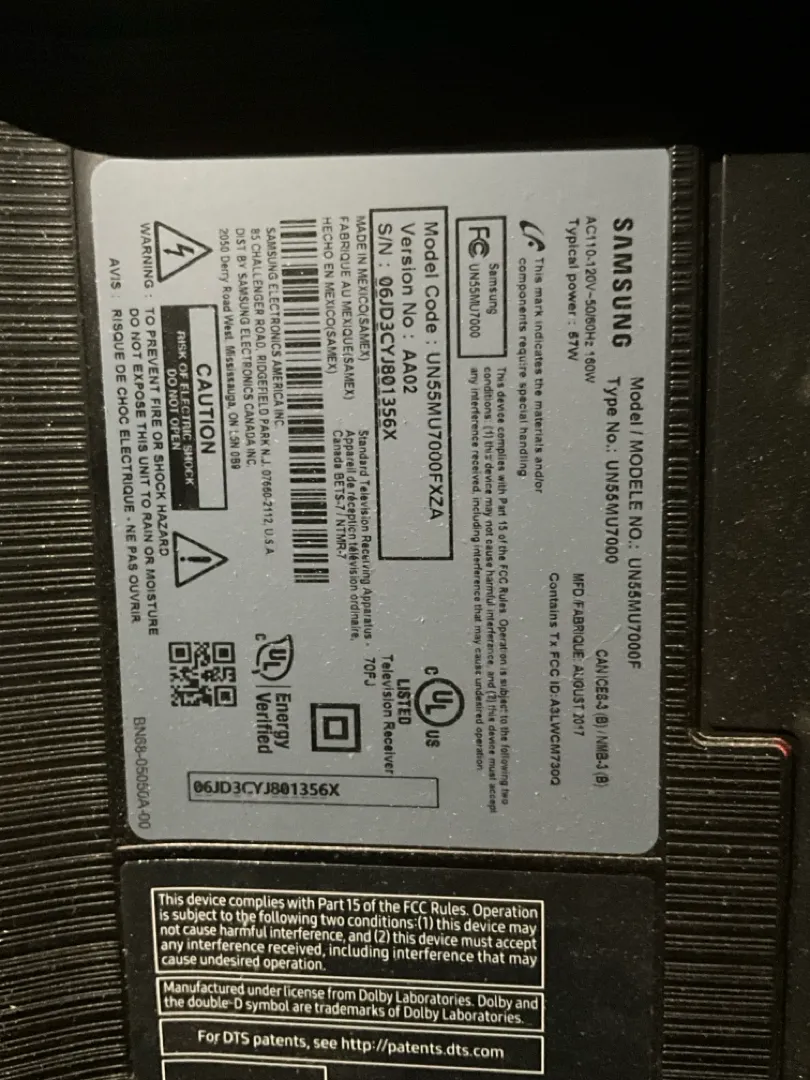 SAMSUNG
Model / MODELE NO.: UN55MU7000F
Type No.: UN55MU7000
AC110-120V~50/60Hz 160W
Typical power : 67W
CAN ICES-3 (B) / NMB-3 (B)
MFD/FABRIQUE: AUGUST 2017
Contains Tx FCC ID:A3LWCM730Q
This mark indicates the materials and/or
components require special handling
FC Samsung
UN55MU7000
This device complies with Part 15 of the FCC Rules. Operation is subject to the following two
conditions: (1) this device may not cause harmful interference, and (2) this device must accept
any interference received, including interference that may cause undesired operation.
Model Code : UN55MU7000FXZA
Version No : AA02
S/N : 06JD3CYJ801356X
C UL US
LISTED
70FJ
Television Receiver
MADE IN MEXICO(SAMEX)
FABRIQUE AU MEXIQUE(SAMEX)
HECHO EN MEXICO(SAMEX)
Standard Television Receiving Apparatus -
Appareil de réception télévision ordinaire,
Canada BETS-7 / NTMR-7
SAMSUNG ELECTRONICS AMERICA INC.
85 CHALLENGER ROAD, RIDGEFIELD PARK N.J. 07660-2112, U.S.A
DIST BY SAMSUNG ELECTRONICS CANADA INC.
2050 Derry Road West, Mississauga, ON L5N 0B9
C UL Energy
Verified
CAUTION
RISK OF ELECTRIC SHOCK
DO NOT OPEN
WARNING : TO PREVENT FIRE OR SHOCK HAZARD
DO NOT EXPOSE THIS UNIT TO RAIN OR MOISTURE
AVIS : RISQUE DE CHOC ELECTRIQUE - NE PAS OUVRIR.
BN68-05050A-00
06JD3CYJ801356X
This device complies with Part 15 of the FCC Rules. Operation
is subject to the following two conditions:(1) this device may
not cause harmful interference, and (2) this device must accept
any interference received, including interference that may
cause undesired operation.
Manufactured under license from Dolby Laboratories. Dolby and
the double-D symbol are trademarks of Dolby Laboratories.
For DTS patents, see http://patents.dts.com